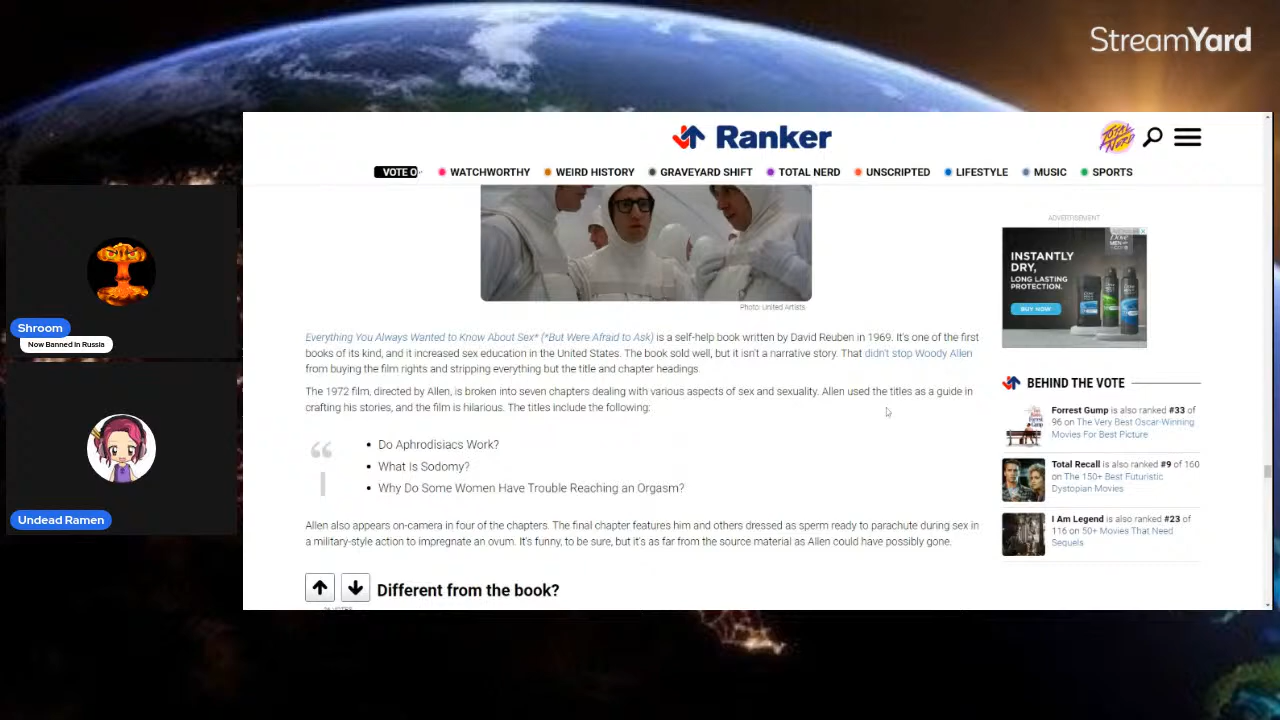 StreamYard
Ranker
TOTAL NERD
VOTE O
WATCHWORTHY
WEIRD HISTORY
GRAVEYARD SHIFT
TOTAL NERD
UNSCRIPTED
LIFESTYLE
MUSIC
SPORTS
Photo: United Artists
Everything You Always Wanted to Know About Sex* (*But Were Afraid to Ask) is a self-help book written by David Reuben in 1969. It's one of the first
books of its kind, and it increased sex education in the United States. The book sold well, but it isn't a narrative story. That didn't stop Woody Allen
from buying the film rights and stripping everything but the title and chapter headings.
The 1972 film, directed by Allen, is broken into seven chapters dealing with various aspects of sex and sexuality. Allen used the titles as a guide in
crafting his stories, and the film is hilarious. The titles include the following:
• Do Aphrodisiacs Work?
• What Is Sodomy?
• Why Do Some Women Have Trouble Reaching an Orgasm?
Allen also appears on-camera in four of the chapters. The final chapter features him and others dressed as sperm ready to parachute during sex in
a military-style action to impregnate an ovum. It's funny, to be sure, but it's as far from the source material as Allen could have possibly gone.
Different from the book?
ADVERTISEMENT
INSTANTLY
DRY,
LONG LASTING
PROTECTION.
BUY NOW
Dove
MEN+
CARE
BEHIND THE VOTE
Forrest Gump is also ranked #33 of
96 on The Very Best Oscar-Winning
Movies For Best Picture
Total Recall is also ranked #9 of 160
on The 150+ Best Futuristic
Dystopian Movies
I Am Legend is also ranked #23 of
116 on 50+ Movies That Need
Sequels
Shroom
Now Banned in Russia
Undead Ramen